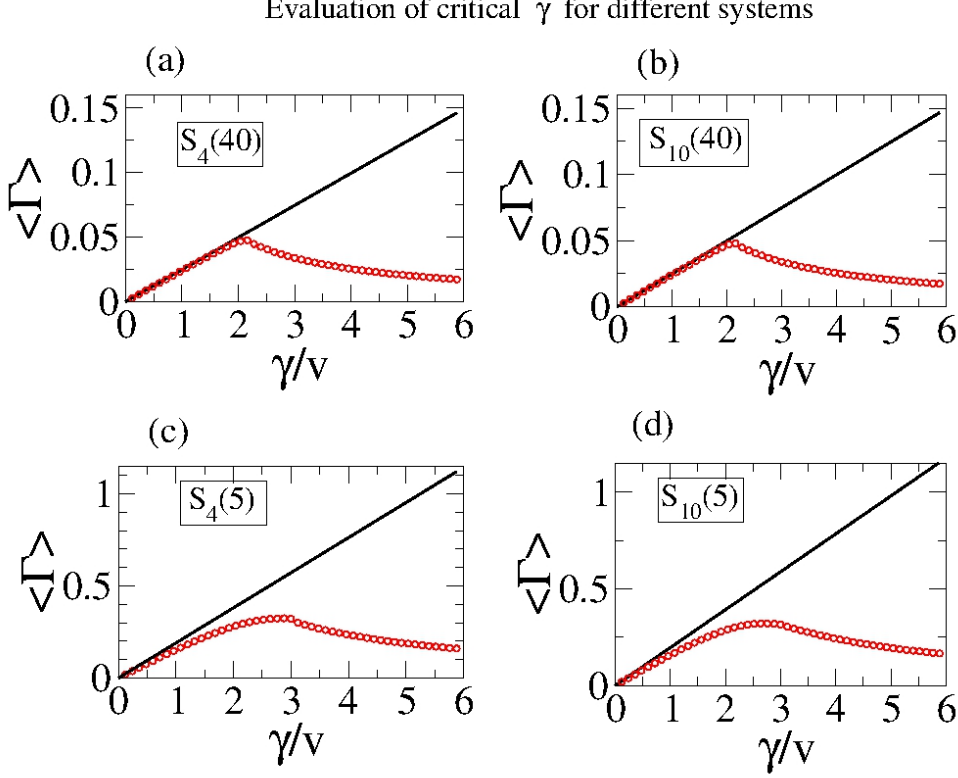 Evaluation of critical γ for different systems
(a)
<Γ>
0.15
0.1
0.05
0
S4(40)
0 1 2 3 4 5 6
γ/v
(b)
<Γ>
0.15
0.1
0.05
0
S10(40)
0 1 2 3 4 5 6
γ/v
(c)
<Γ>
1
0.5
0
S4(5)
0 1 2 3 4 5 6
γ/v
(d)
<Γ>
1
0.5
0
S10(5)
0 1 2 3 4 5 6
γ/v